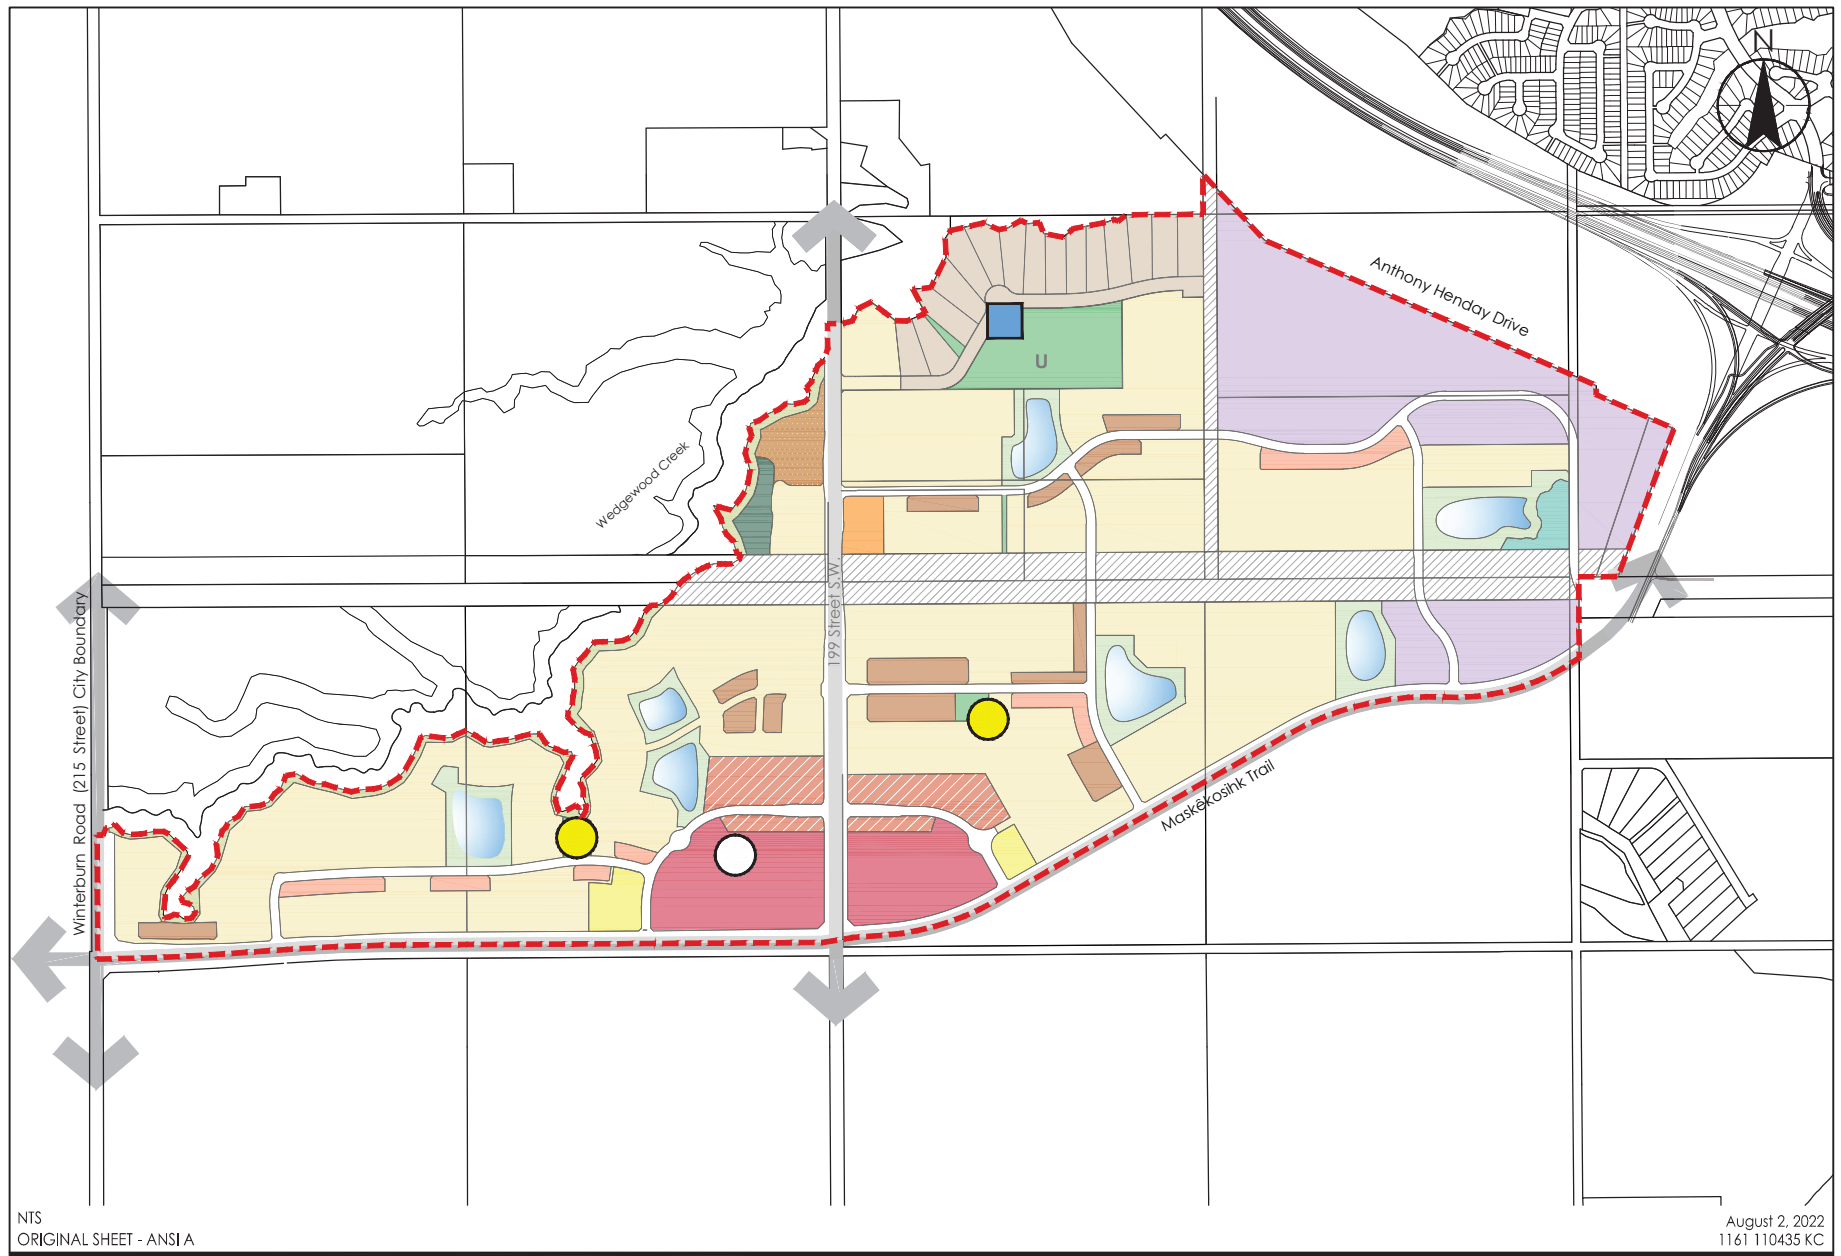 N
Anthony Henday Drive
U
Wedgewood Creek
199 Street S.W.
Winterburn Road (215 Street) City Boundary
Maskêkosihk Trail
NTS
ORIGINAL SHEET - ANSI A
August 2, 2022
1161 110435 KC